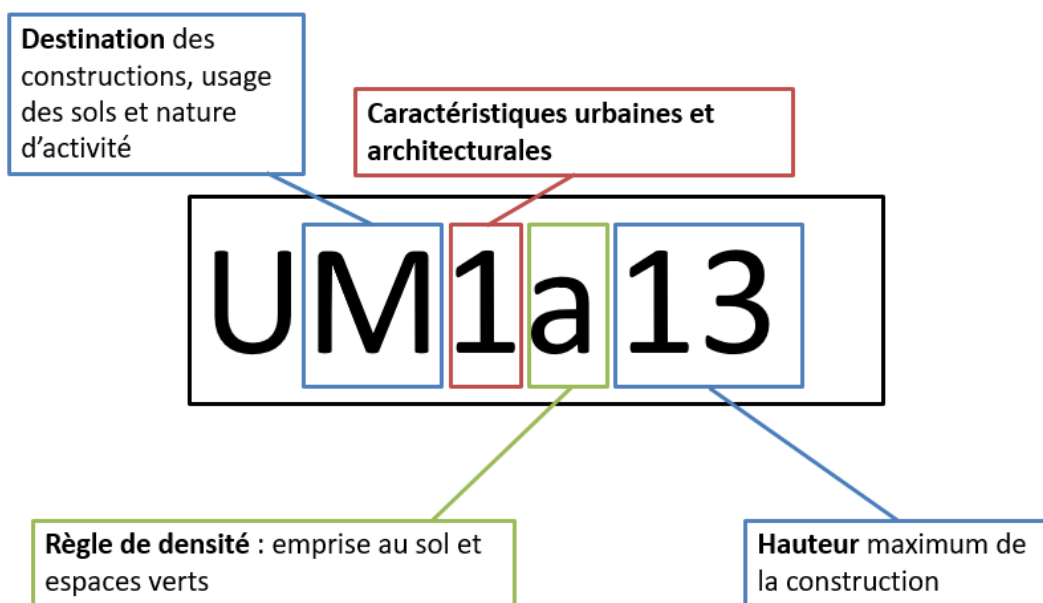 Destination des
constructions, usage
des sols et nature
d’activité
Caractéristiques urbaines et
architecturales
UM1a13
Règle de densité : emprise au sol et
espaces verts
Hauteur maximum de
la construction